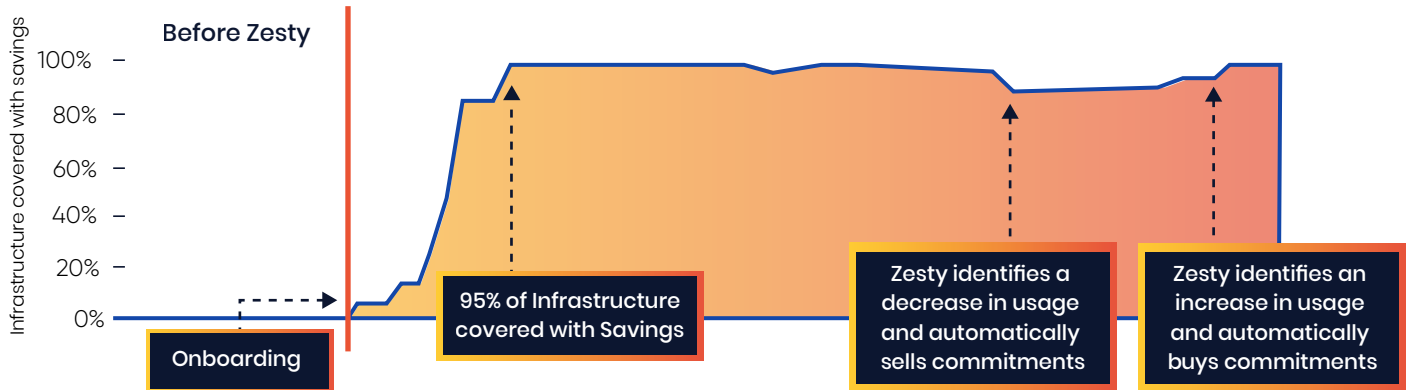 Infrastructure covered with savings
Before Zesty
100%
80%
60%
40%
20%
0%
Onboarding
95% of Infrastructure
covered with Savings
Zesty identifies a
decrease in usage
and automatically
sells commitments
Zesty identifies an
increase in usage
and automatically
buys commitments